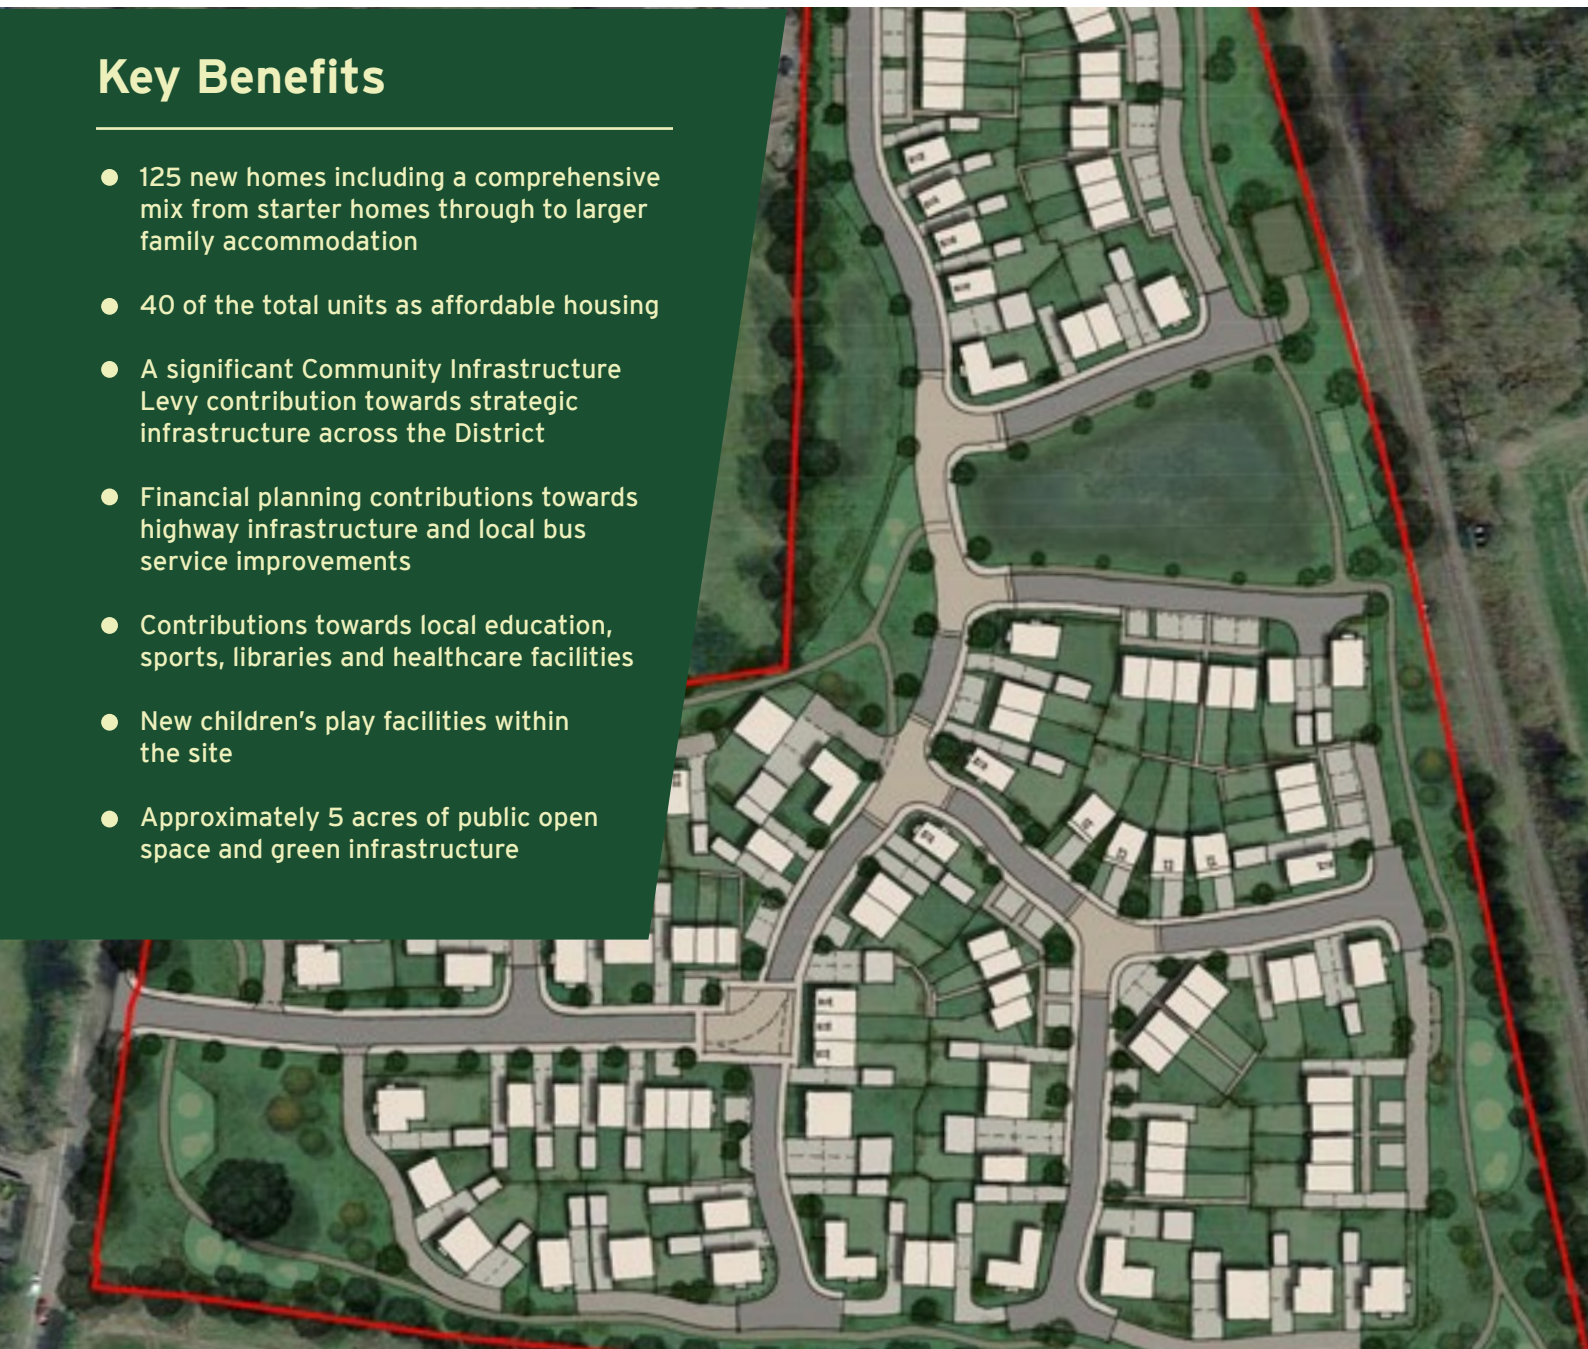 Key Benefits
125 new homes including a comprehensive
mix from starter homes through to larger
family accommodation
40 of the total units as affordable housing
A significant Community Infrastructure
Levy contribution towards strategic
infrastructure across the District
Financial planning contributions towards
highway infrastructure and local bus
service improvements
Contributions towards local education,
sports, libraries and healthcare facilities
New children’s play facilities within
the site
Approximately 5 acres of public open
space and green infrastructure